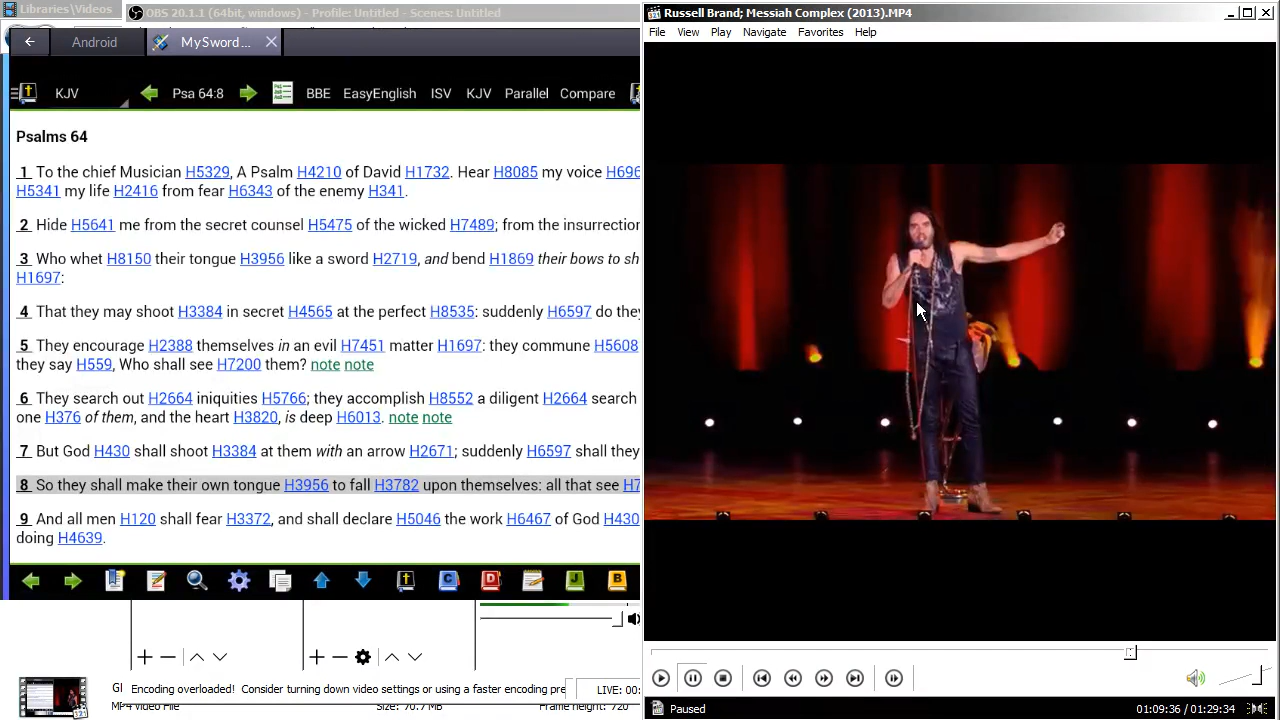 Libraries\Videos
OBS 20.1.1 (64bit, windows) - Profile: Untitled - Scenes: Untitled
Android
MySword...
KJV
Psa 64:8
BBE EasyEnglish ISV KJV Parallel Compare
Psalms 64
1 To the chief Musician H5329, A Psalm H4210 of David H1732. Hear H8085 my voice H696
H5341 my life H2416 from fear H6343 of the enemy H341.
2 Hide H5641 me from the secret counsel H5475 of the wicked H7489; from the insurrection
3 Who whet H8150 their tongue H3956 like a sword H2719, and bend H1869 their bows to sh
H1697:
4 That they may shoot H3384 in secret H4565 at the perfect H8535: suddenly H6597 do they
5 They encourage H2388 themselves in an evil H7451 matter H1697: they commune H5608
they say H559, Who shall see H7200 them? note note
6 They search out H2664 iniquities H5766; they accomplish H8552 a diligent H2664 search
one H376 of them, and the heart H3820, is deep H6013. note note
7 But God H430 shall shoot H3384 at them with an arrow H2671; suddenly H6597 shall they
8 So they shall make their own tongue H3956 to fall H3782 upon themselves: all that see H7
9 And all men H120 shall fear H3372, and shall declare H5046 the work H6467 of God H430
doing H4639.
C D J B
Encoding overloaded! Consider turning down video settings or using a faster encoding pre
LIVE: 00:
MP4 Video File
Size: 70.7 MB
Frame height: 720
Russell Brand; Messiah Complex (2013).MP4
File View Play Navigate Favorites Help
Paused
01:09:36 / 01:29:34